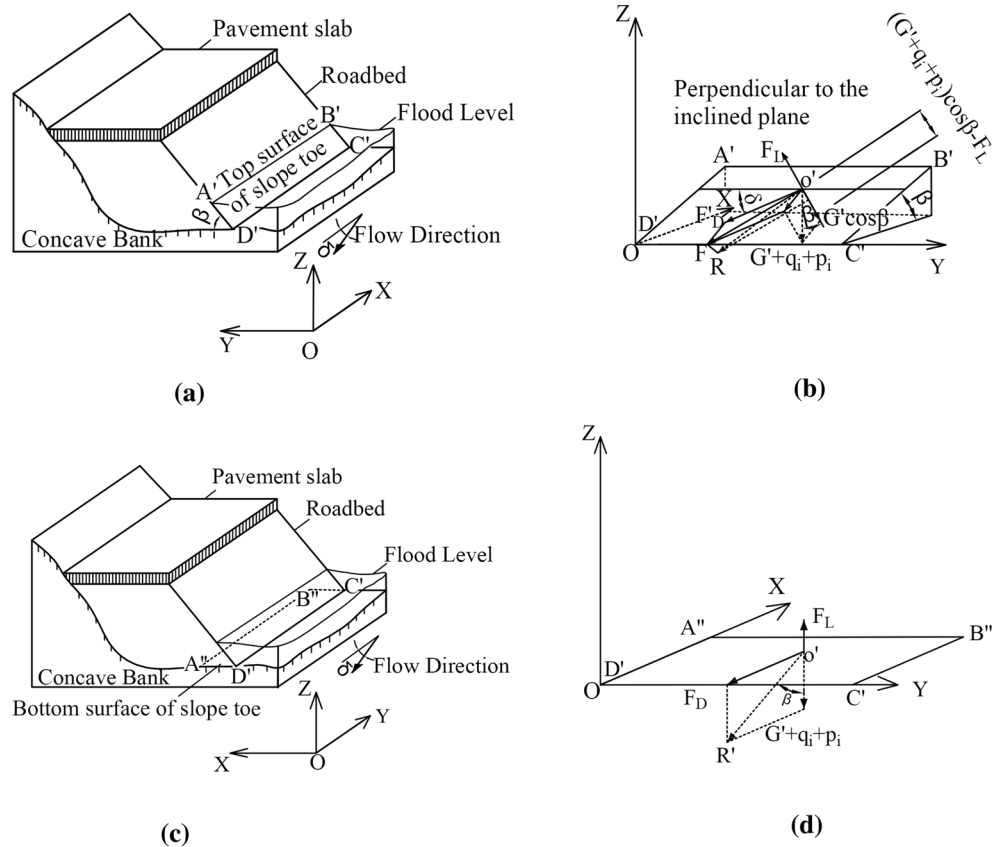 Pavement slab
Roadbed
B'
Flood Level
C'
A'
Top surface
of slope toe
β
D'
Concave Bank
Flow Direction
Z
X
Y
O
(a)
Z
(G'+qi+pi)cosβ-FL
Perpendicular to the
inclined plane
A'
FL
B'
o'
X
δ
β
D'
F'D
β
G'cosβ
O
F
R
G'+qi+pi
C'
Y
(b)
Pavement slab
Roadbed
Flood Level
C'
B"
A"
D'
Concave Bank
Flow Direction
Bottom surface of slope toe
Z
Y
X
O
(c)
Z
X
A"
FL
B"
D'
o'
O
FD
β
C'
Y
G'+qi+pi
R'
(d)